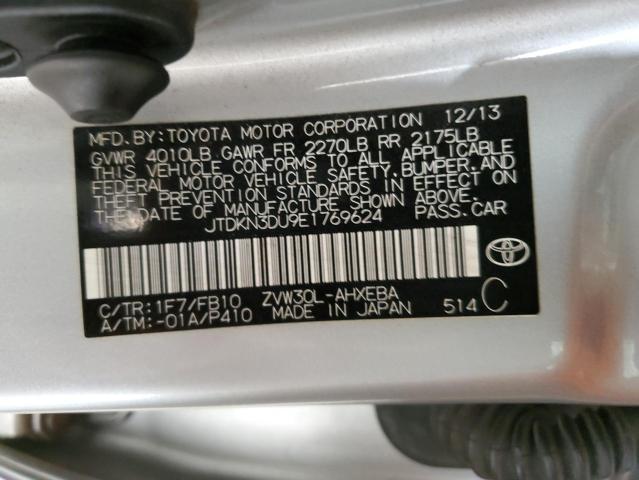 MFD. BY: TOYOTA MOTOR CORPORATION 12/13
GVWR 4010LB, GAWR FR 2270LB RR 2175LB
THIS VEHICLE CONFORMS TO ALL APPLICABLE
FEDERAL MOTOR VEHICLE SAFETY, BUMPER, AND
THEFT PREVENTION STANDARDS IN EFFECT ON
THE DATE OF MANUFACTURE SHOWN ABOVE.
JTDKN3DU9E1769624 PASS. CAR
C/TR: 1F7/FB10 ZVW30L-AHXEBA
A/TM: -01A/P410 MADE IN JAPAN 514 C